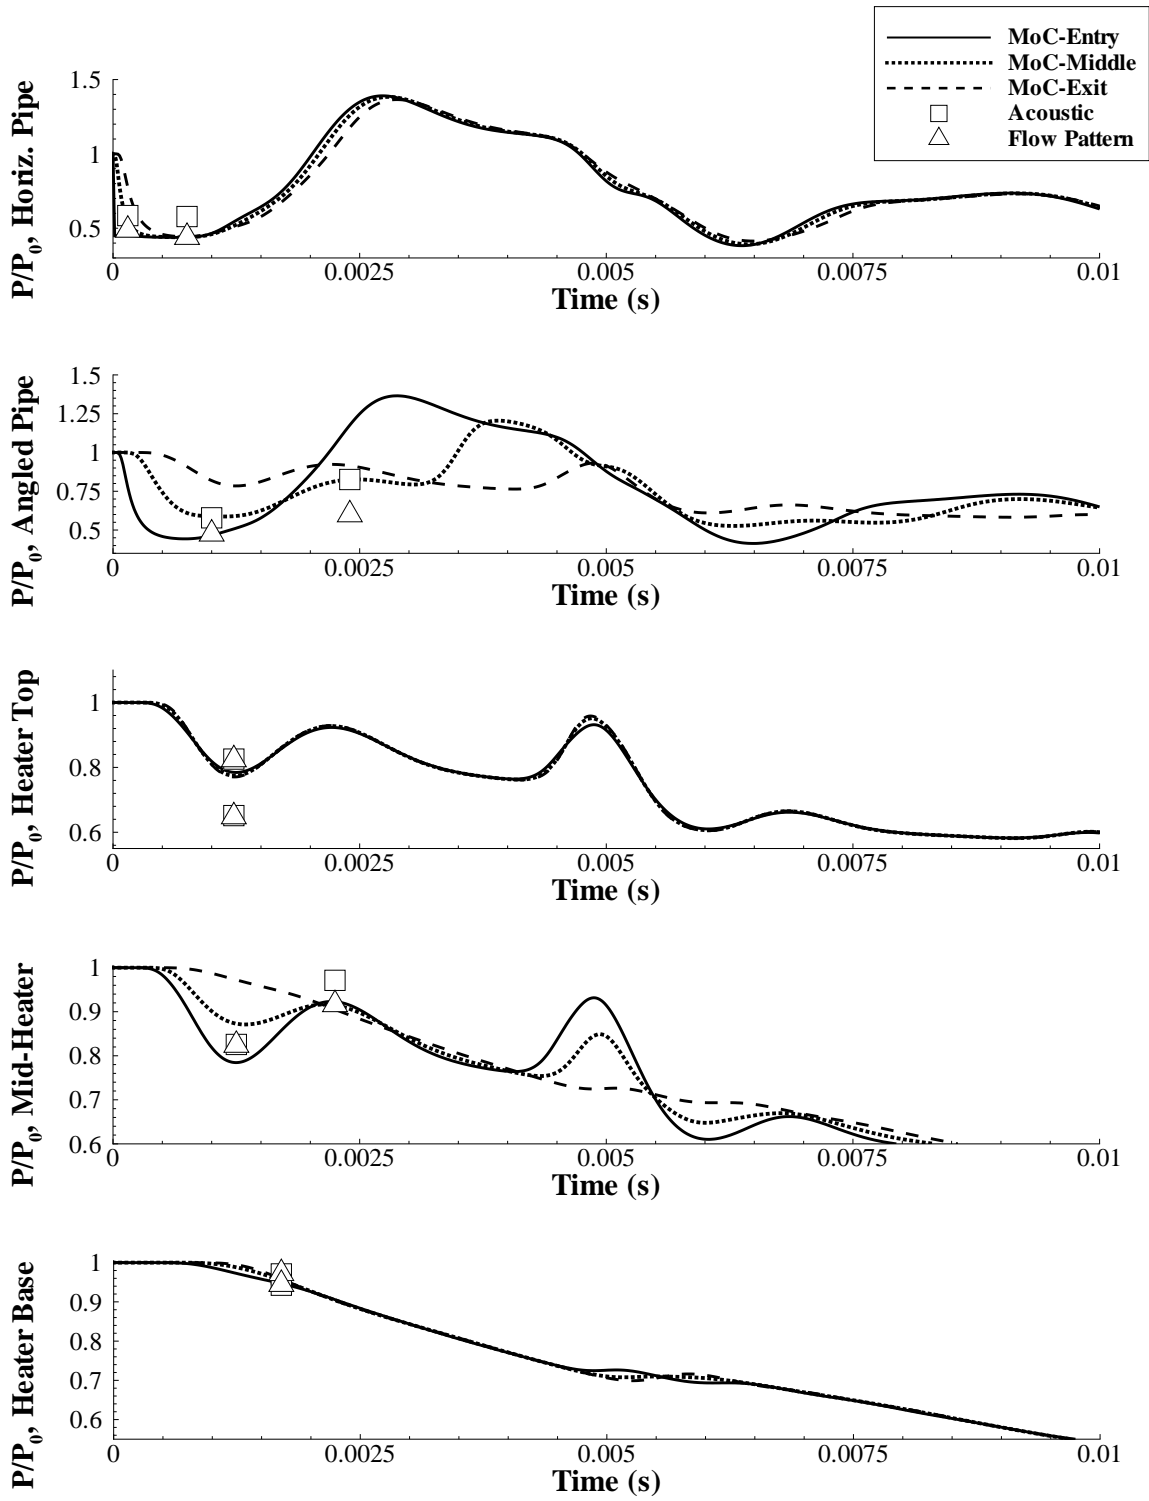 MoC-Entry
MoC-Middle
MoC-Exit
Acoustic
Flow Pattern
P/P0, Horiz. Pipe
1.5
1
0.5
0 0.0025 0.005 0.0075 0.01
Time (s)
P/P0, Angled Pipe
1.5
1.25
1
0.75
0.5
0 0.0025 0.005 0.0075 0.01
Time (s)
P/P0, Heater Top
1
0.8
0.6
0 0.0025 0.005 0.0075 0.01
Time (s)
P/P0, Mid-Heater
1
0.9
0.8
0.7
0.6
0 0.0025 0.005 0.0075 0.01
Time (s)
P/P0, Heater Base
1
0.9
0.8
0.7
0.6
0 0.0025 0.005 0.0075 0.01
Time (s)